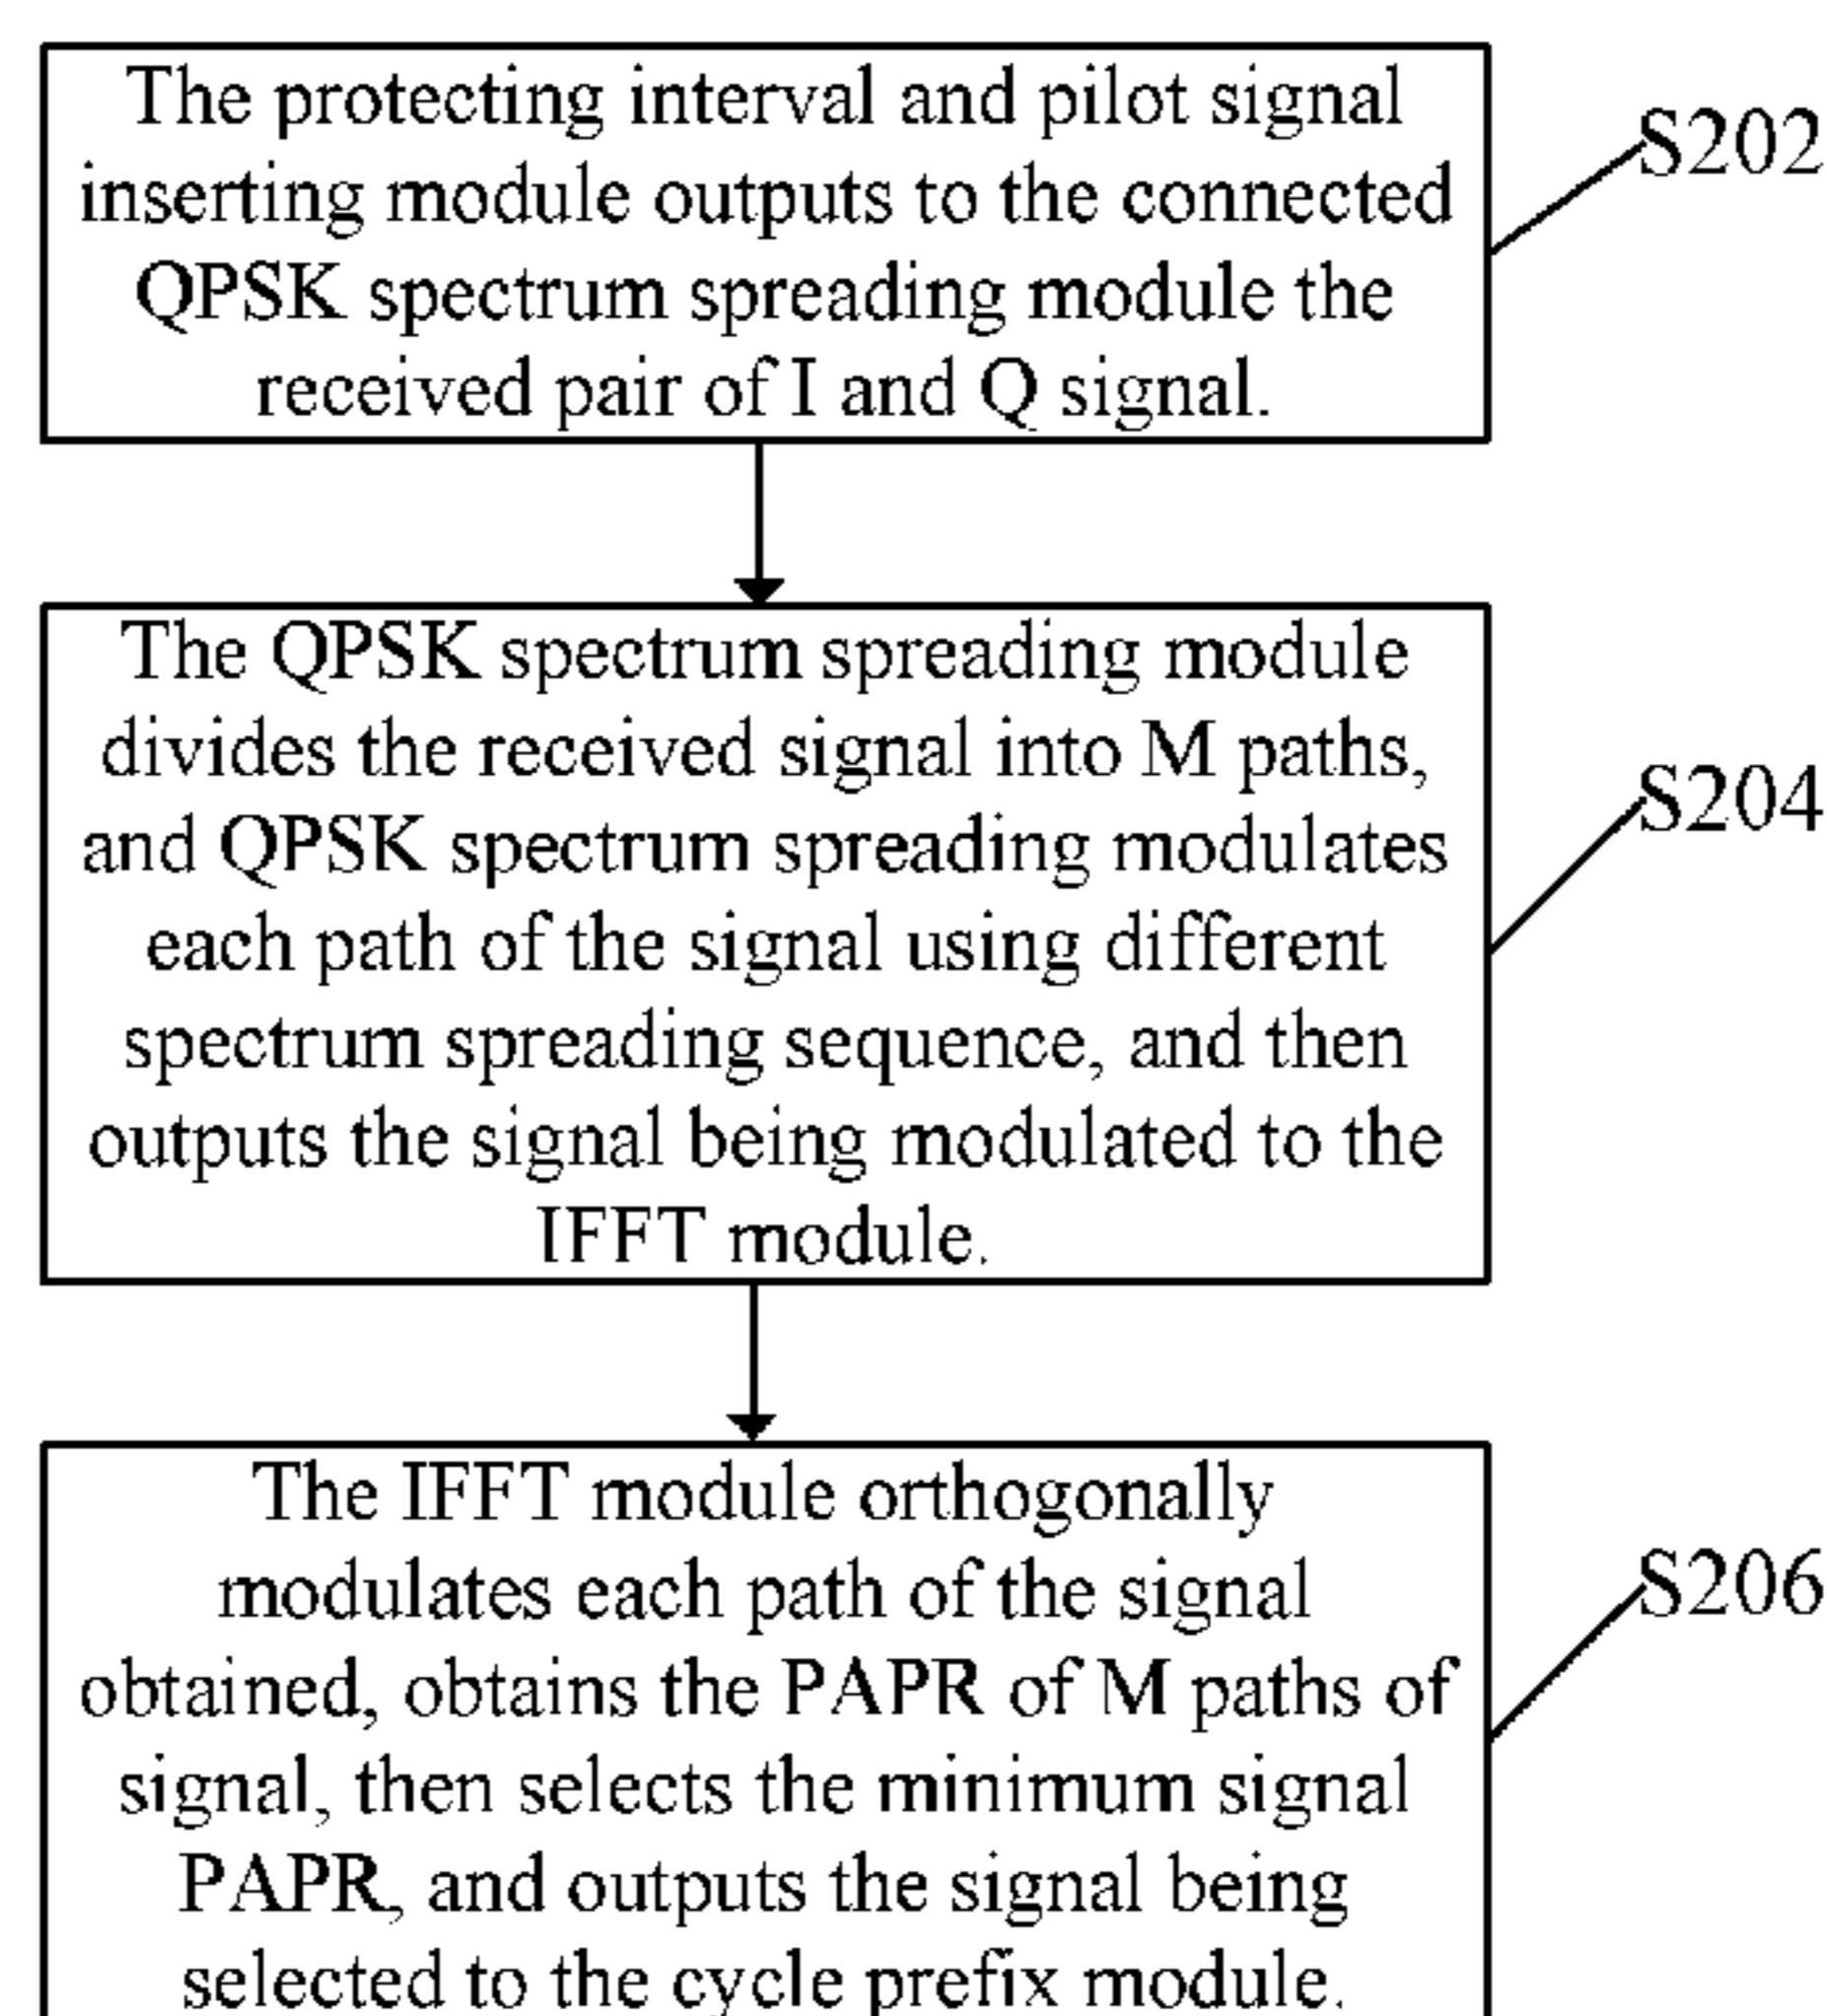 The protecting interval and pilot signal
inserting module outputs to the connected
QPSK spectrum spreading module the
received pair of I and Q signal.
S202
The QPSK spectrum spreading module
divides the received signal into M paths,
and QPSK spectrum spreading modulates
each path of the signal using different
spectrum spreading sequence, and then
outputs the signal being modulated to the
IFFT module.
S204
The IFFT module orthogonally
modulates each path of the signal
obtained, obtains the PAPR of M paths of
signal, then selects the minimum signal
PAPR, and outputs the signal being
selected to the cycle prefix module.
S206